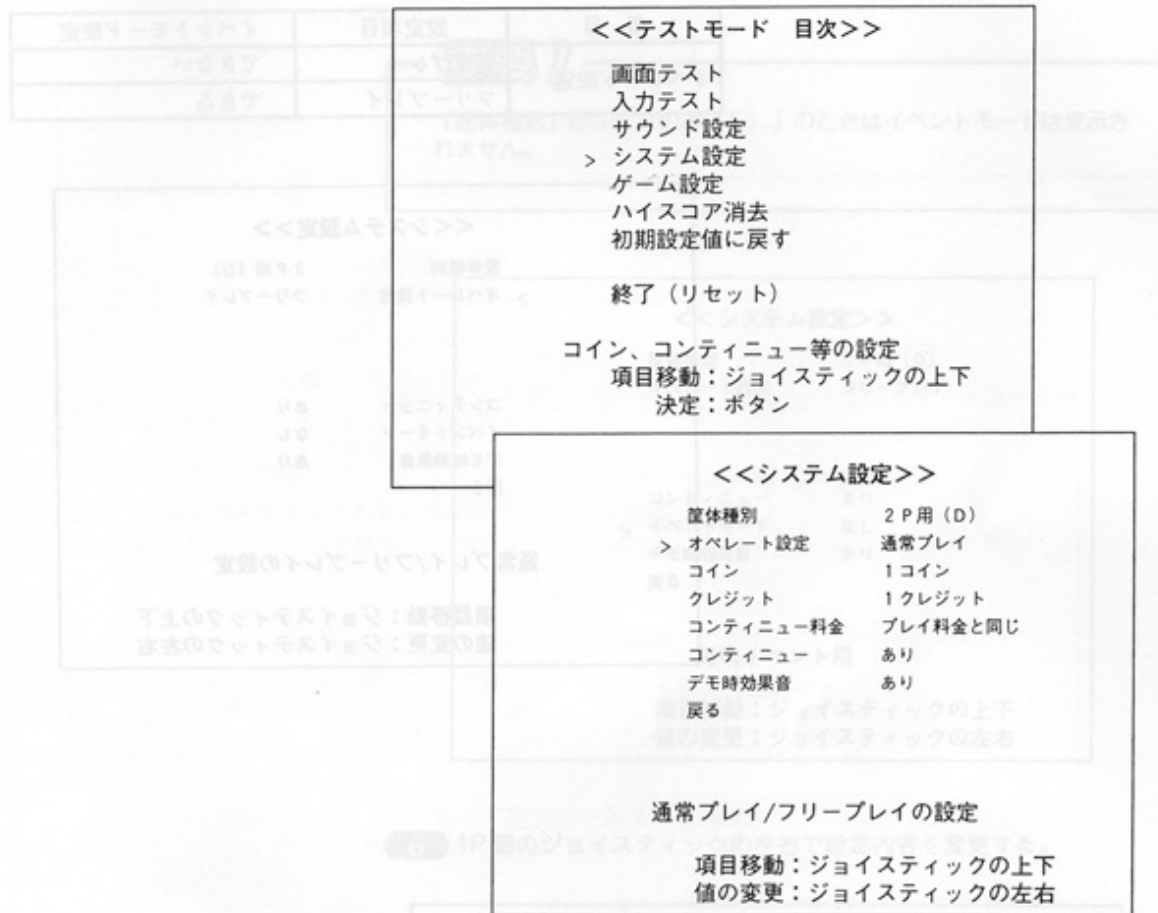 <<テストモード 目次>>
画面テスト
入力テスト
サウンド設定
> システム設定
ゲーム設定
ハイスコア消去
初期設定値に戻す
終了（リセット）
コイン、コンティニュー等の設定
項目移動：ジョイスティックの上下
決定：ボタン
<<システム設定>>
筐体種別 2P用（D）
> オペレート設定 通常プレイ
コイン 1コイン
クレジット 1クレジット
コンティニュー料金 プレイ料金と同じ
コンティニュー あり
デモ時効果音 あり
戻る
通常プレイ/フリープレイの設定
項目移動：ジョイスティックの上下
値の変更：ジョイスティックの左右